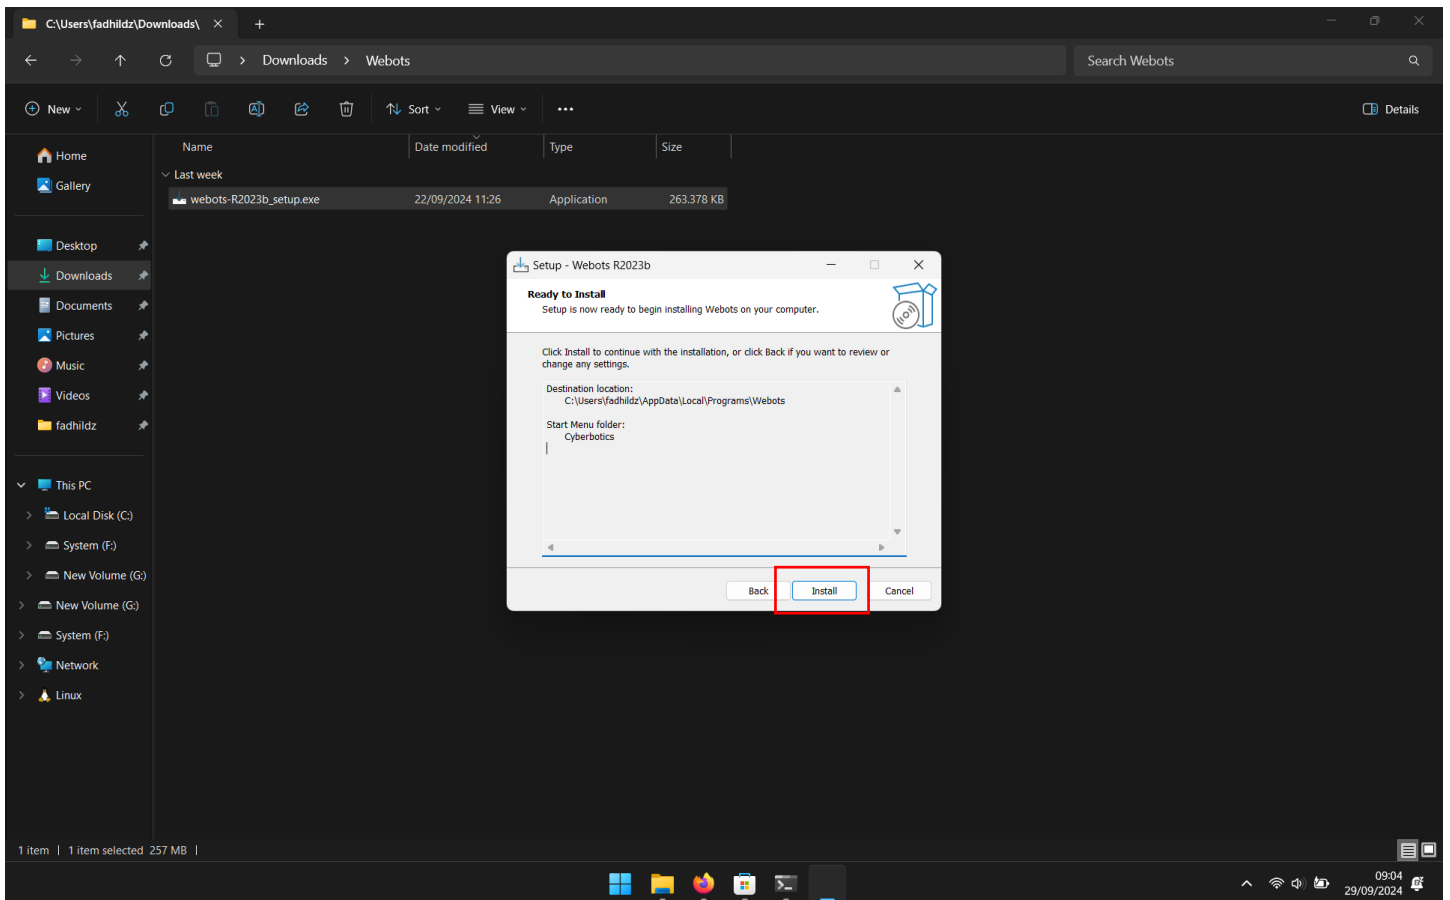 C:\Users\fadhildz\Downloads\
Downloads > Webots
Search Webots
New
Sort
View
Details
Name Date modified Type Size
Last week
webots-R2023b_setup.exe 22/09/2024 11:26 Application 263.378 KB
Home
Gallery
Desktop
Downloads
Documents
Pictures
Music
Videos
fadhildz
This PC
Local Disk (C:)
System (F:)
New Volume (G:)
New Volume (G:)
System (F:)
Network
Linux
Setup - Webots R2023b
Ready to Install
Setup is now ready to begin installing Webots on your computer.
Click Install to continue with the installation, or click Back if you want to review or
change any settings.
Destination location:
C:\Users\fadhildz\AppData\Local\Programs\Webots
Start Menu folder:
Cyberbotics
Back Install Cancel
1 item | 1 item selected 257 MB |
09:04
29/09/2024